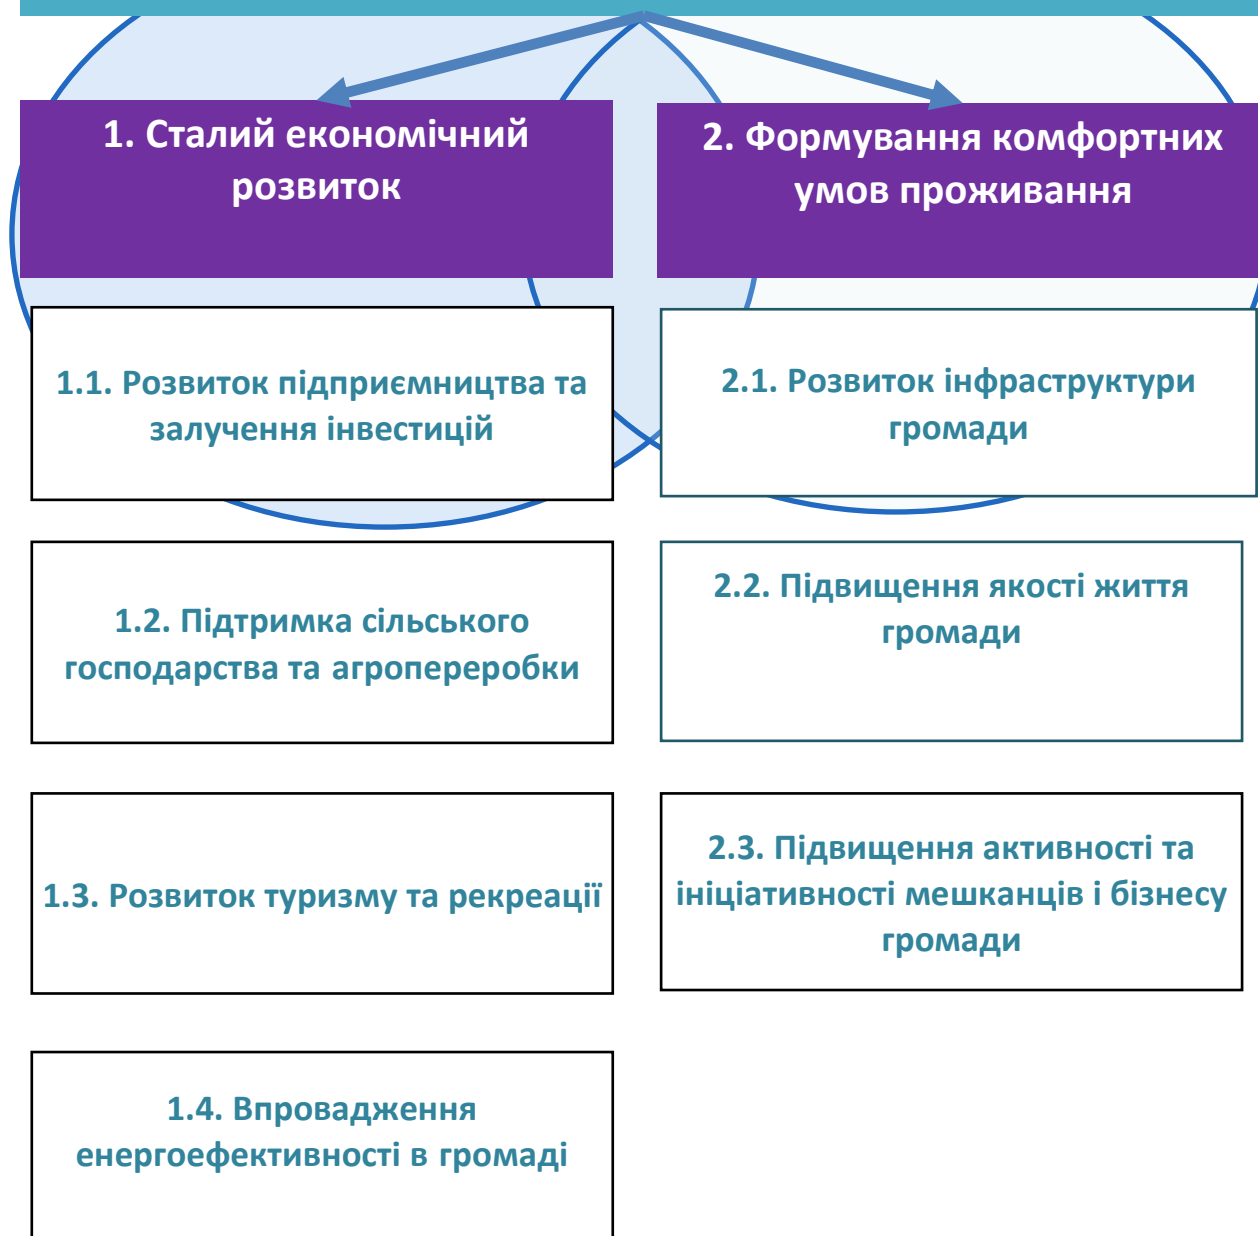 1. Сталий економічний
розвиток
2. Формування комфортних
умов проживання
1.1. Розвиток підприємництва та
залучення інвестицій
2.1. Розвиток інфраструктури
громади
1.2. Підтримка сільського
господарства та агропереробки
2.2. Підвищення якості життя
громади
1.3. Розвиток туризму та рекреації
2.3. Підвищення активності та
ініціативності мешканців і бізнесу
громади
1.4. Впровадження
енергоефективності в громаді